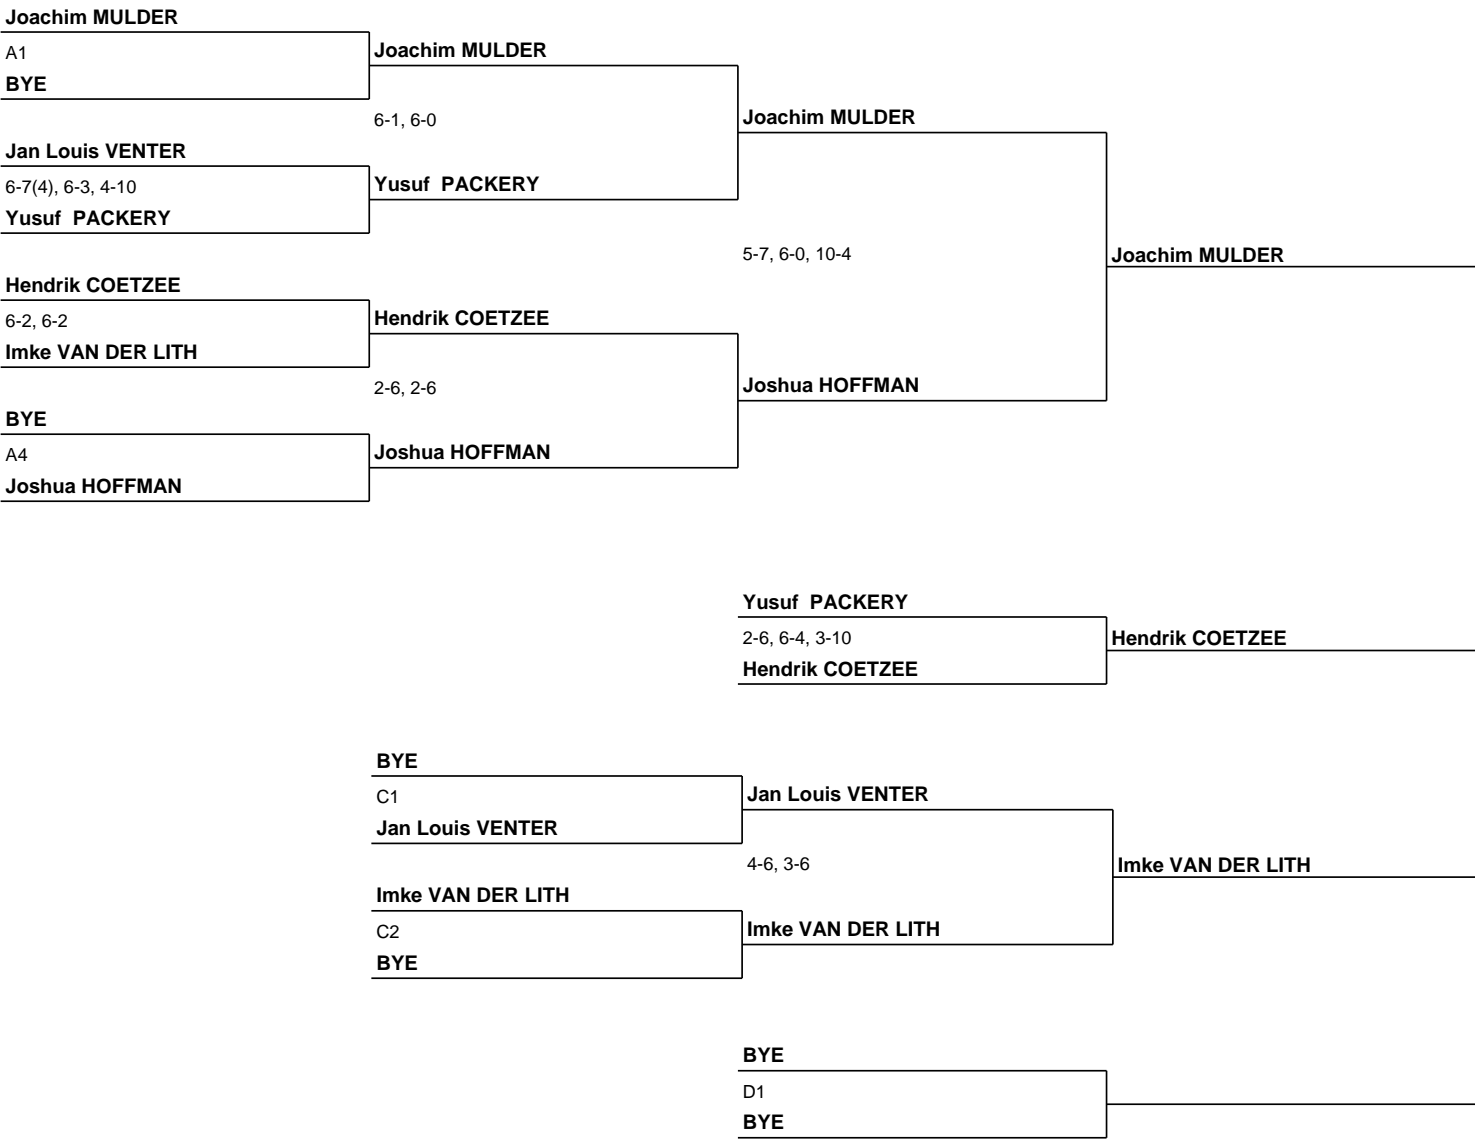 Joachim MULDER
A1
Joachim MULDER
BYE
6-1, 6-0
Joachim MULDER
Jan Louis VENTER
6-7(4), 6-3, 4-10
Yusuf  PACKERY
Yusuf  PACKERY
5-7, 6-0, 10-4
Joachim MULDER
Hendrik COETZEE
6-2, 6-2
Hendrik COETZEE
Imke VAN DER LITH
2-6, 2-6
Joshua HOFFMAN
BYE
A4
Joshua HOFFMAN
Joshua HOFFMAN
Yusuf  PACKERY
2-6, 6-4, 3-10
Hendrik COETZEE
Hendrik COETZEE
BYE
C1
Jan Louis VENTER
Jan Louis VENTER
4-6, 3-6
Imke VAN DER LITH
Imke VAN DER LITH
C2
Imke VAN DER LITH
BYE
BYE
D1
BYE